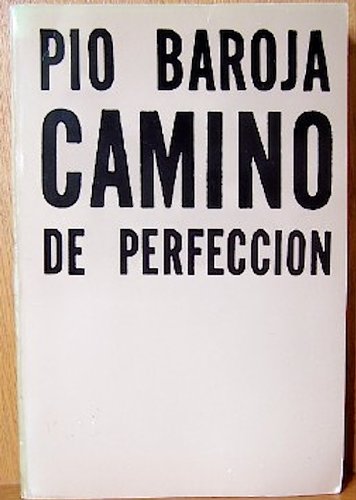 PIO BAROJA
CAMINO
DE PERFECCION